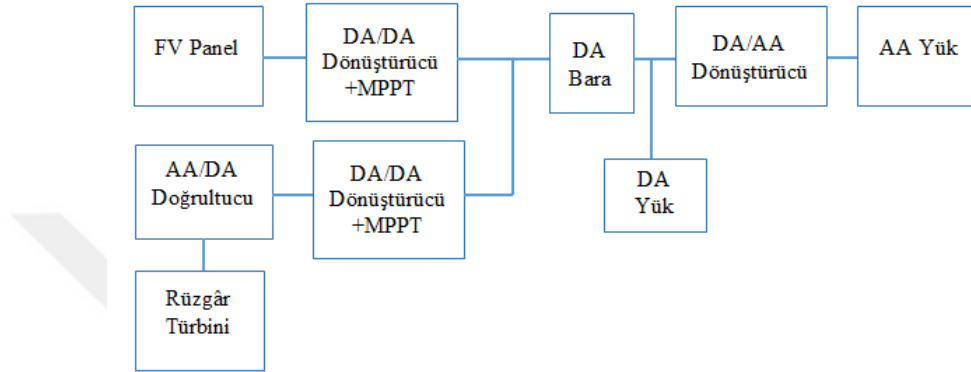 FV Panel
DA/DA
Dönüştürücü
+MPPT
DA
Bara
DA/AA
Dönüştürücü
AA Yük
AA/DA
Doğrultucu
DA/DA
Dönüştürücü
+MPPT
DA
Yük
Rüzgâr
Türbini